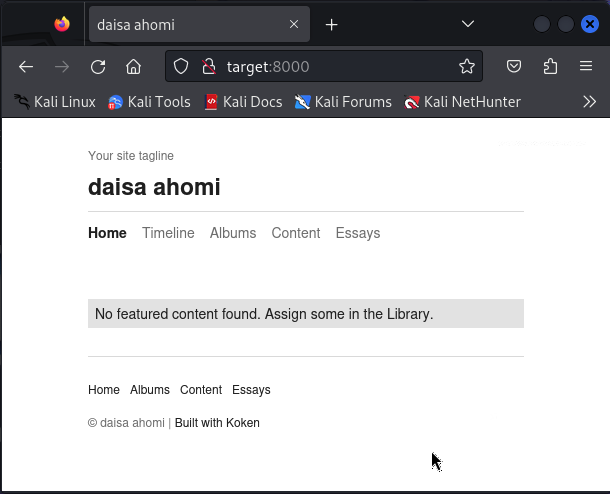 daisa ahomi
target:8000
Kali Linux Kali Tools Kali Docs Kali Forums Kali NetHunter
Your site tagline
daisa ahomi
Home Timeline Albums Content Essays
No featured content found. Assign some in the Library.
Home Albums Content Essays
© daisa ahomi | Built with Koken